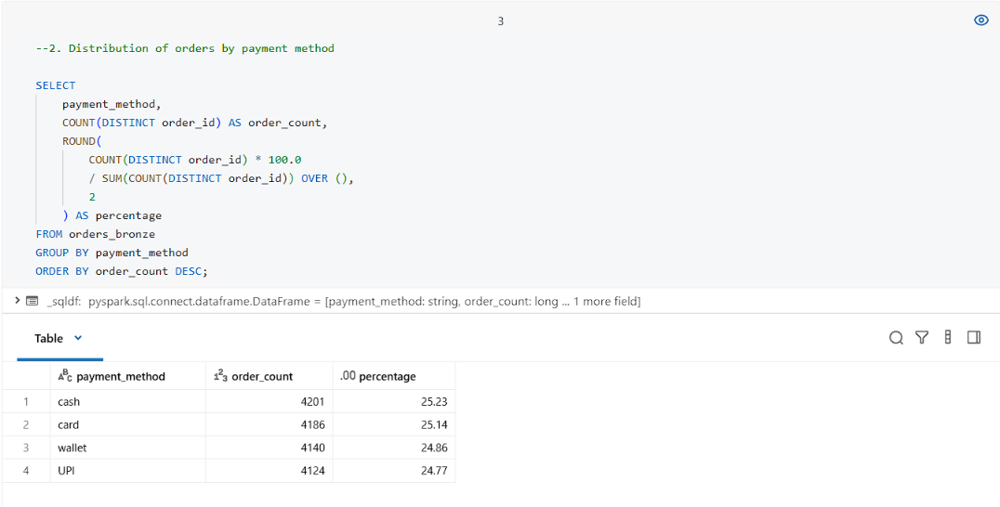 3
--2. Distribution of orders by payment method
SELECT
payment_method,
COUNT(DISTINCT order_id) AS order_count,
ROUND(
COUNT(DISTINCT order_id) * 100.0
/ SUM(COUNT(DISTINCT order_id)) OVER (),
2
) AS percentage
FROM orders_bronze
GROUP BY payment_method
ORDER BY order_count DESC;
_sqldf: pyspark.sql.connect.dataframe.DataFrame = [payment_method: string, order_count: long ... 1 more field]
Table
ABC payment_method 123 order_count .00 percentage
1 cash 4201 25.23
2 card 4186 25.14
3 wallet 4140 24.86
4 UPI 4124 24.77